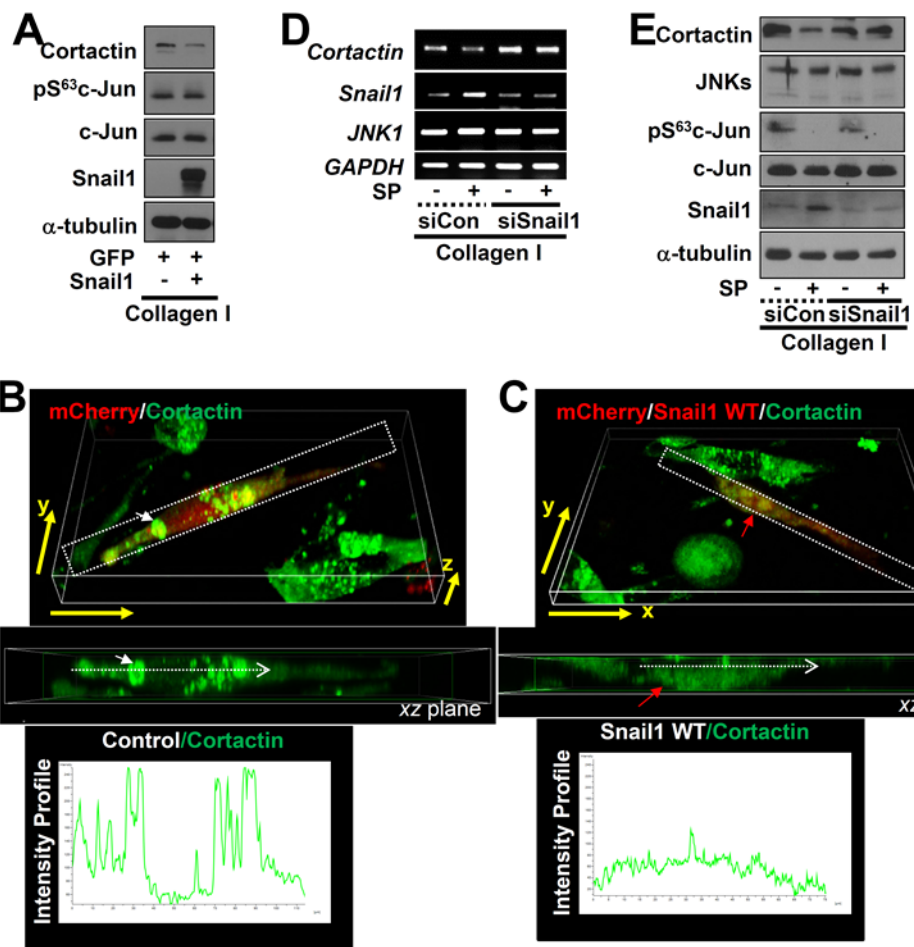 A
Cortactin
pS⁶³c-Jun
c-Jun
Snail1
α-tubulin
GFP + +
Snail1 - +
Collagen I
D
Cortactin
Snail1
JNK1
GAPDH
SP - + - +
siCon siSnail1
Collagen I
E
Cortactin
JNKs
pS⁶³c-Jun
c-Jun
Snail1
α-tubulin
SP - + - +
siCon siSnail1
Collagen I
B
mCherry/Cortactin
y
z
xz plane
Control/Cortactin
Intensity Profile
C
mCherry/Snail1 WT/Cortactin
y
x
xz
Snail1 WT/Cortactin
Intensity Profile